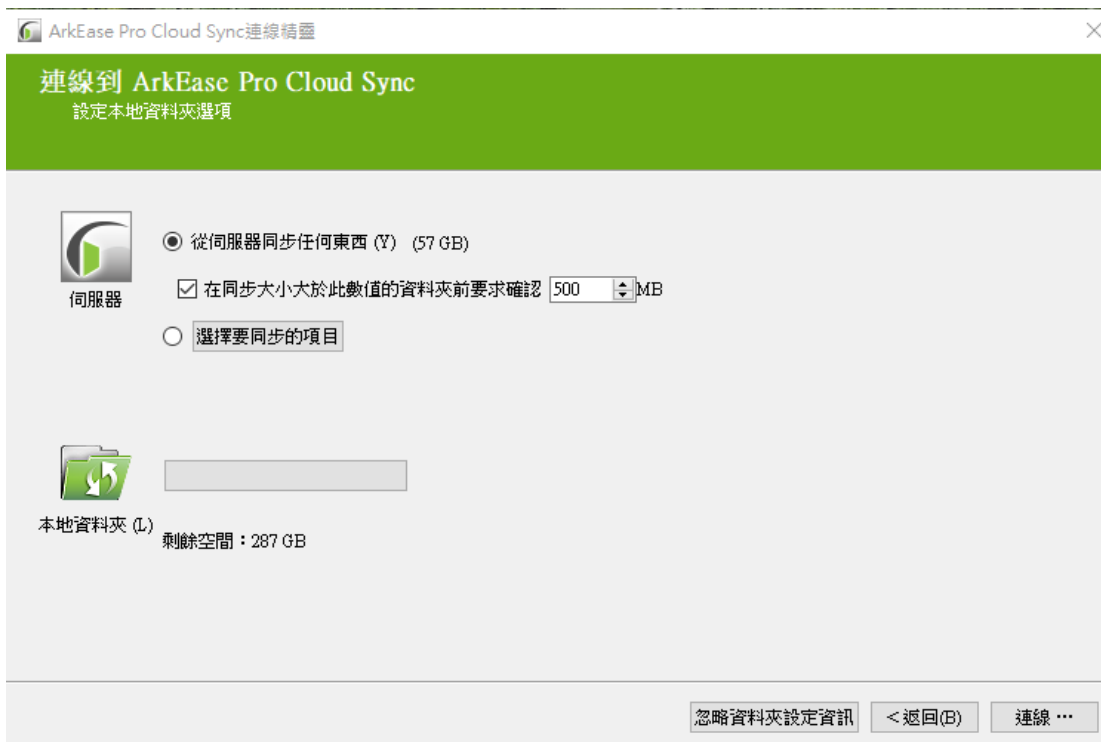 ArkEase Pro Cloud Sync連線精靈
連線到 ArkEase Pro Cloud Sync
設定本地資料夾選項
從伺服器同步任何東西 (Y) (57 GB)
在同步大小大於此數值的資料夾前要求確認 500 MB
伺服器
選擇要同步的項目
本地資料夾 (L)
剩餘空間：287 GB
忽略資料夾設定資訊 <返回(B) 連線 …